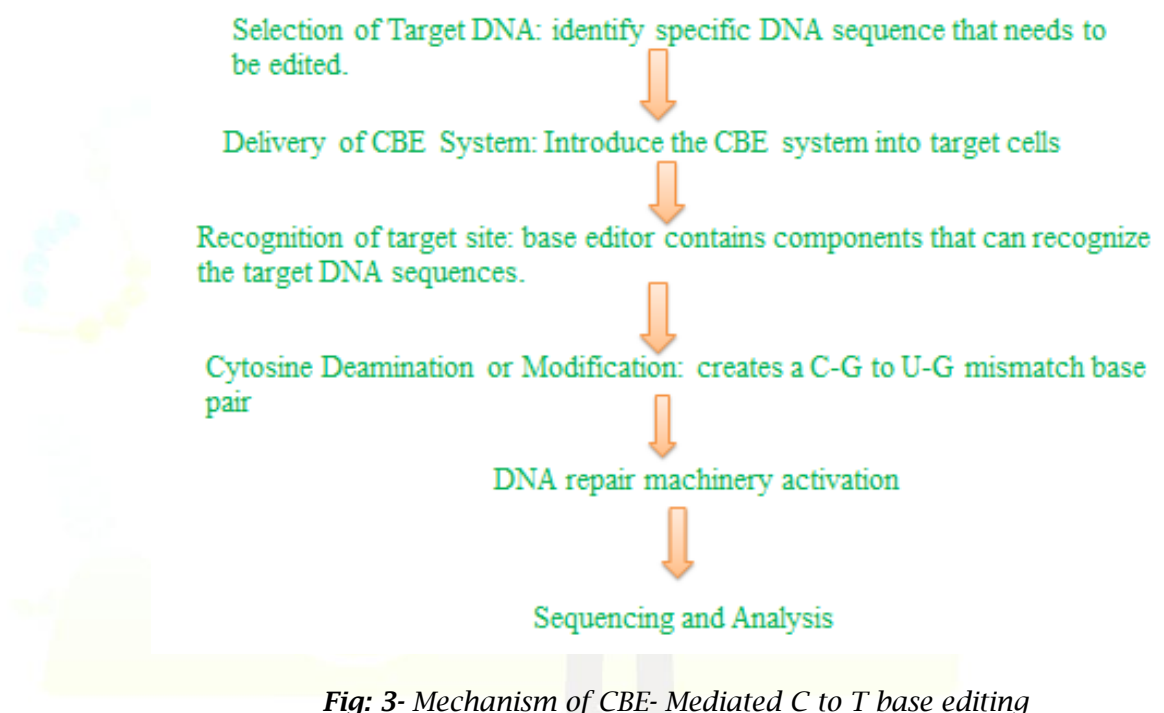 Selection of Target DNA: identify specific DNA sequence that needs to
be edited.
Delivery of CBE System: Introduce the CBE system into target cells
Recognition of target site: base editor contains components that can recognize
the target DNA sequences.
Cytosine Deamination or Modification: creates a C-G to U-G mismatch base
pair
DNA repair machinery activation
Sequencing and Analysis
Fig: 3- Mechanism of CBE- Mediated C to T base editing